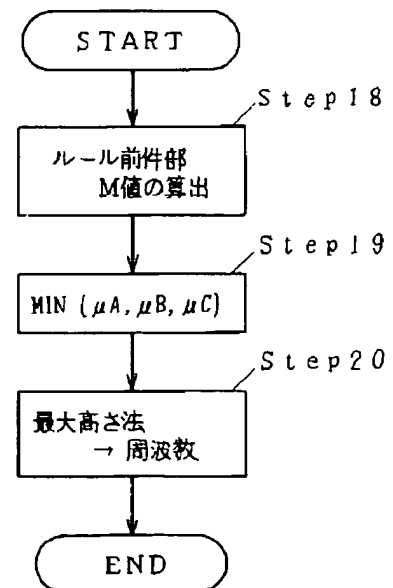 START
Step18
ルール前件部
M値の算出
Step19
MIN (μA, μB, μC)
Step20
最大高さ法
→ 周波数
END